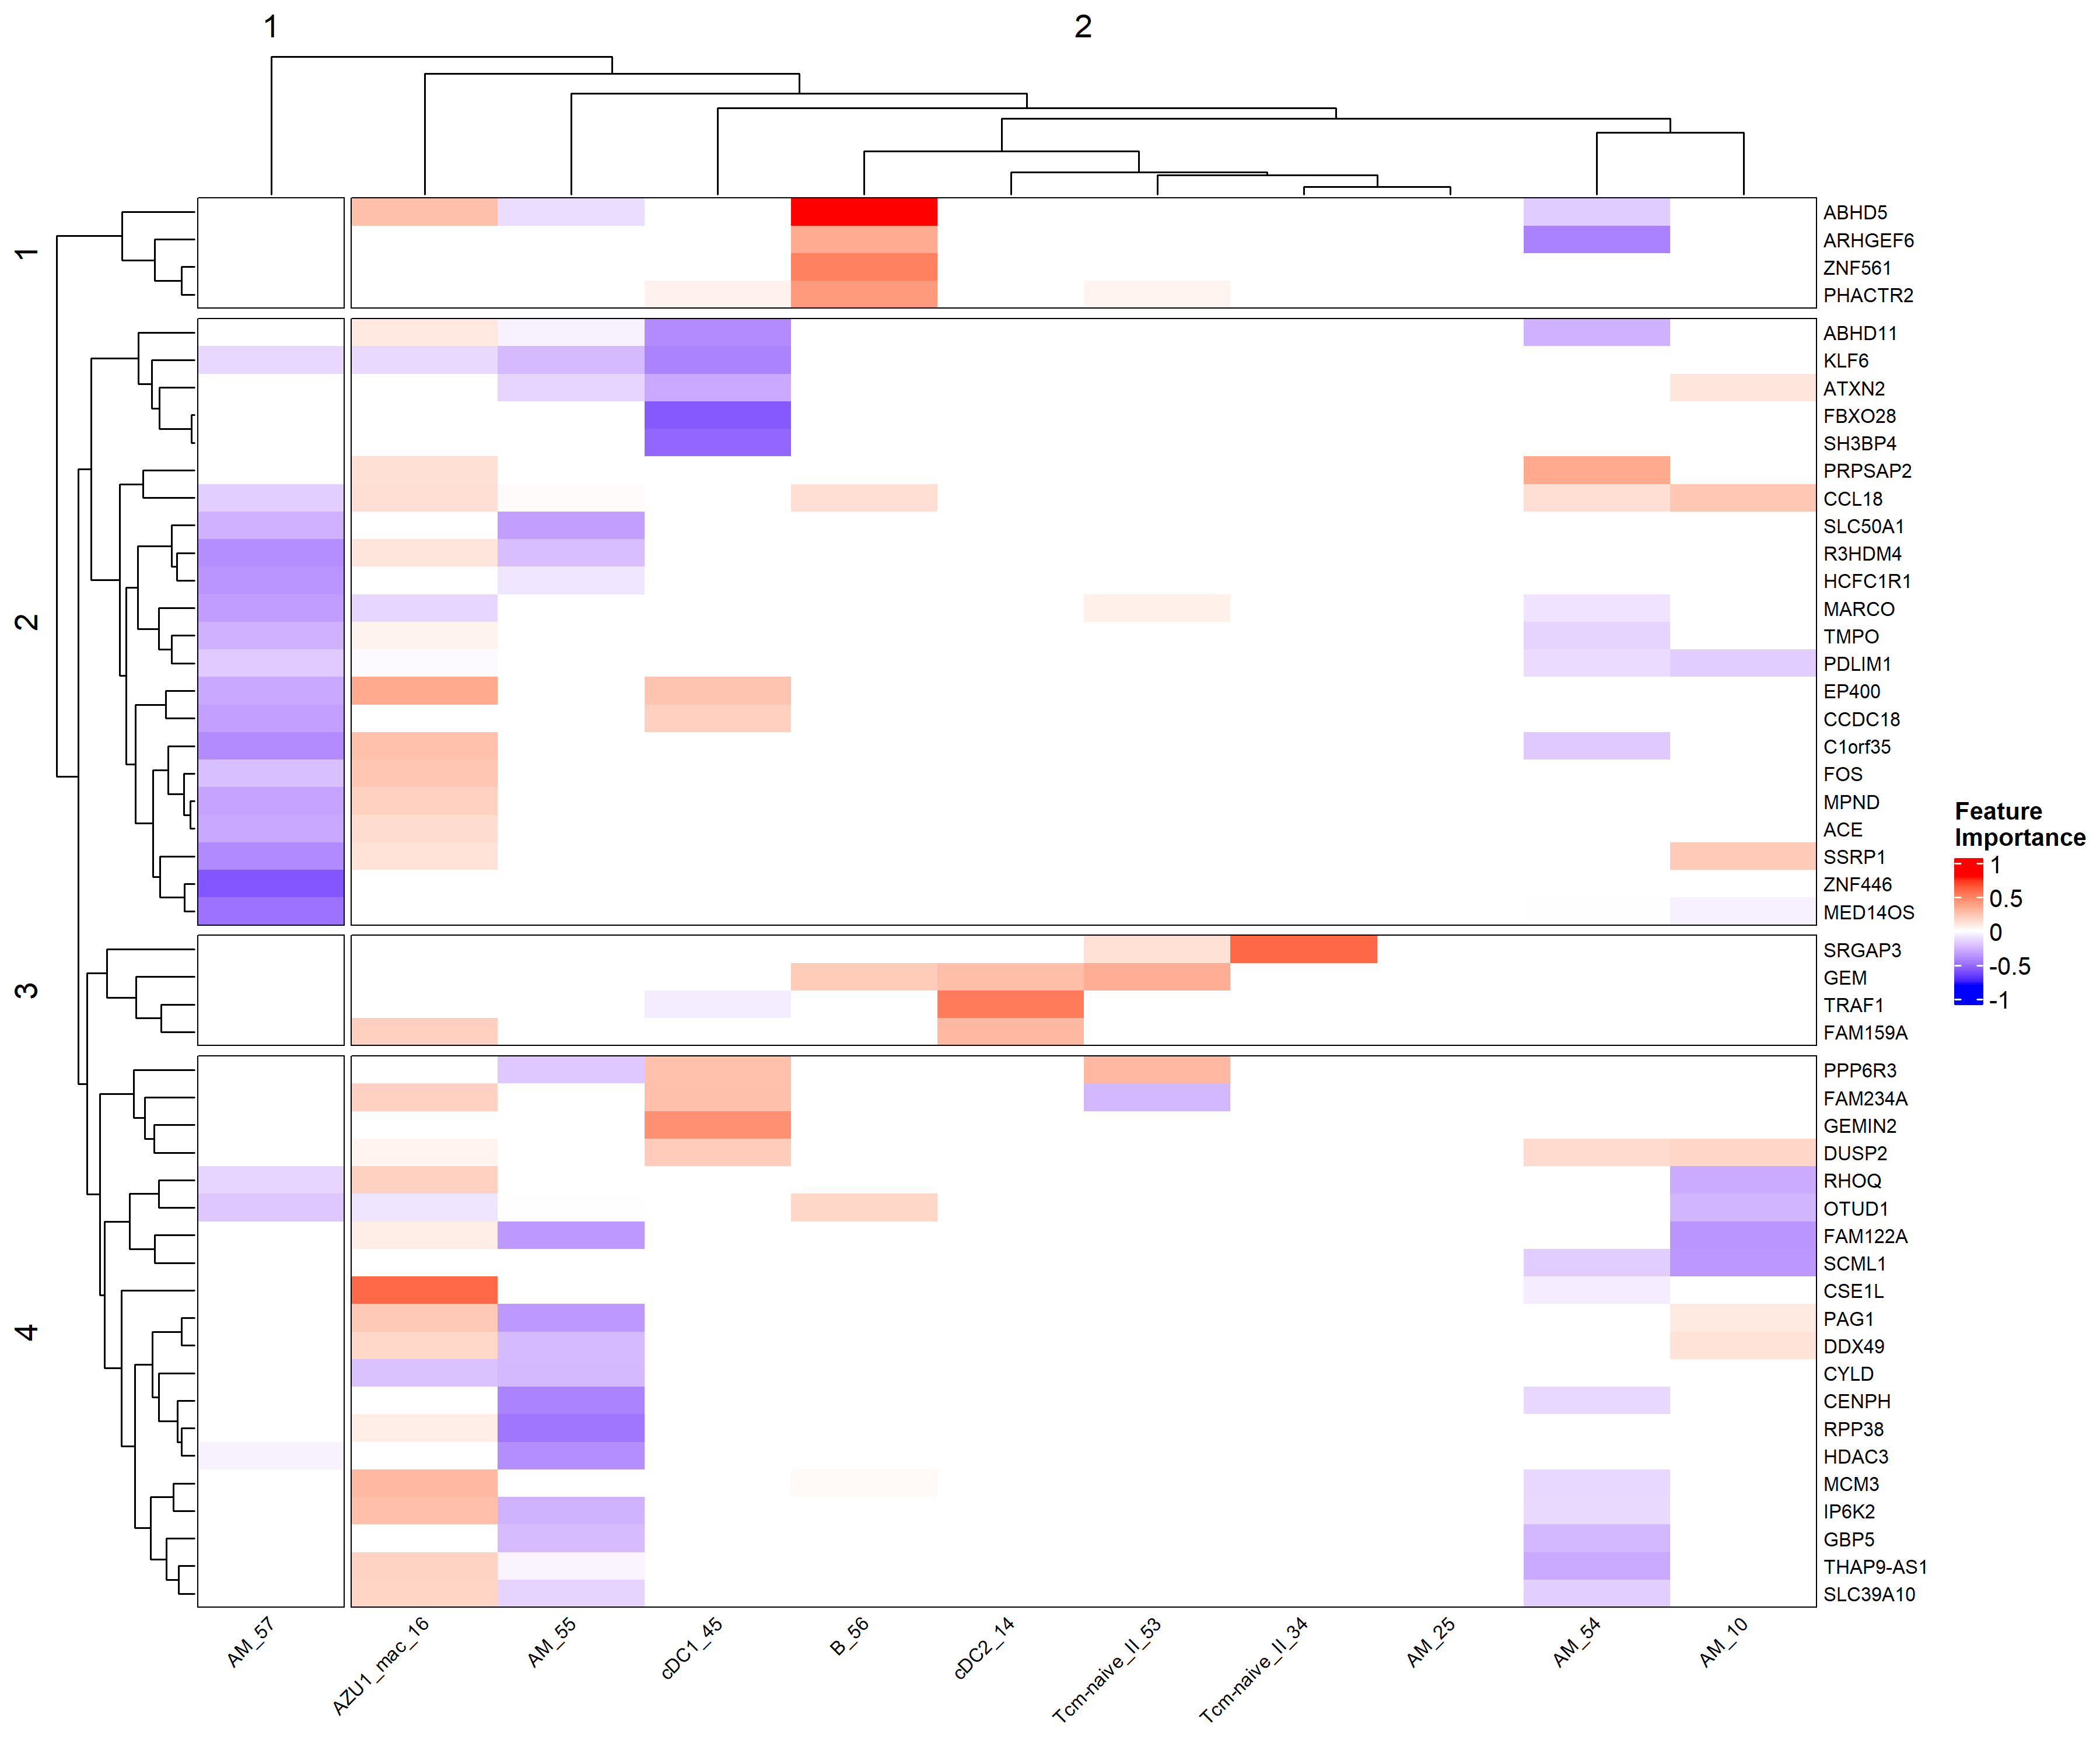 1
2
1
2
3
4
ABHD5
ARHGEF6
ZNF561
PHACTR2
ABHD11
KLF6
ATXN2
FBXO28
SH3BP4
PRPSAP2
CCL18
SLC50A1
R3HDM4
HCFC1R1
MARCO
TMPO
PDLIM1
EP400
CCDC18
C1orf35
FOS
MPND
ACE
SSRP1
ZNF446
MED14OS
SRGAP3
GEM
TRAF1
FAM159A
PPP6R3
FAM234A
GEMIN2
DUSP2
RHOQ
OTUD1
FAM122A
SCML1
CSE1L
PAG1
DDX49
CYLD
CENPH
RPP38
HDAC3
MCM3
IP6K2
GBP5
THAP9-AS1
SLC39A10
AM_57
AZU1_mac_16
AM_55
cDC1_45
B_56
cDC2_14
Tcm-naive_II_53
Tcm-naive_II_34
AM_25
AM_54
AM_10
Feature
Importance
1
0.5
0
-0.5
-1